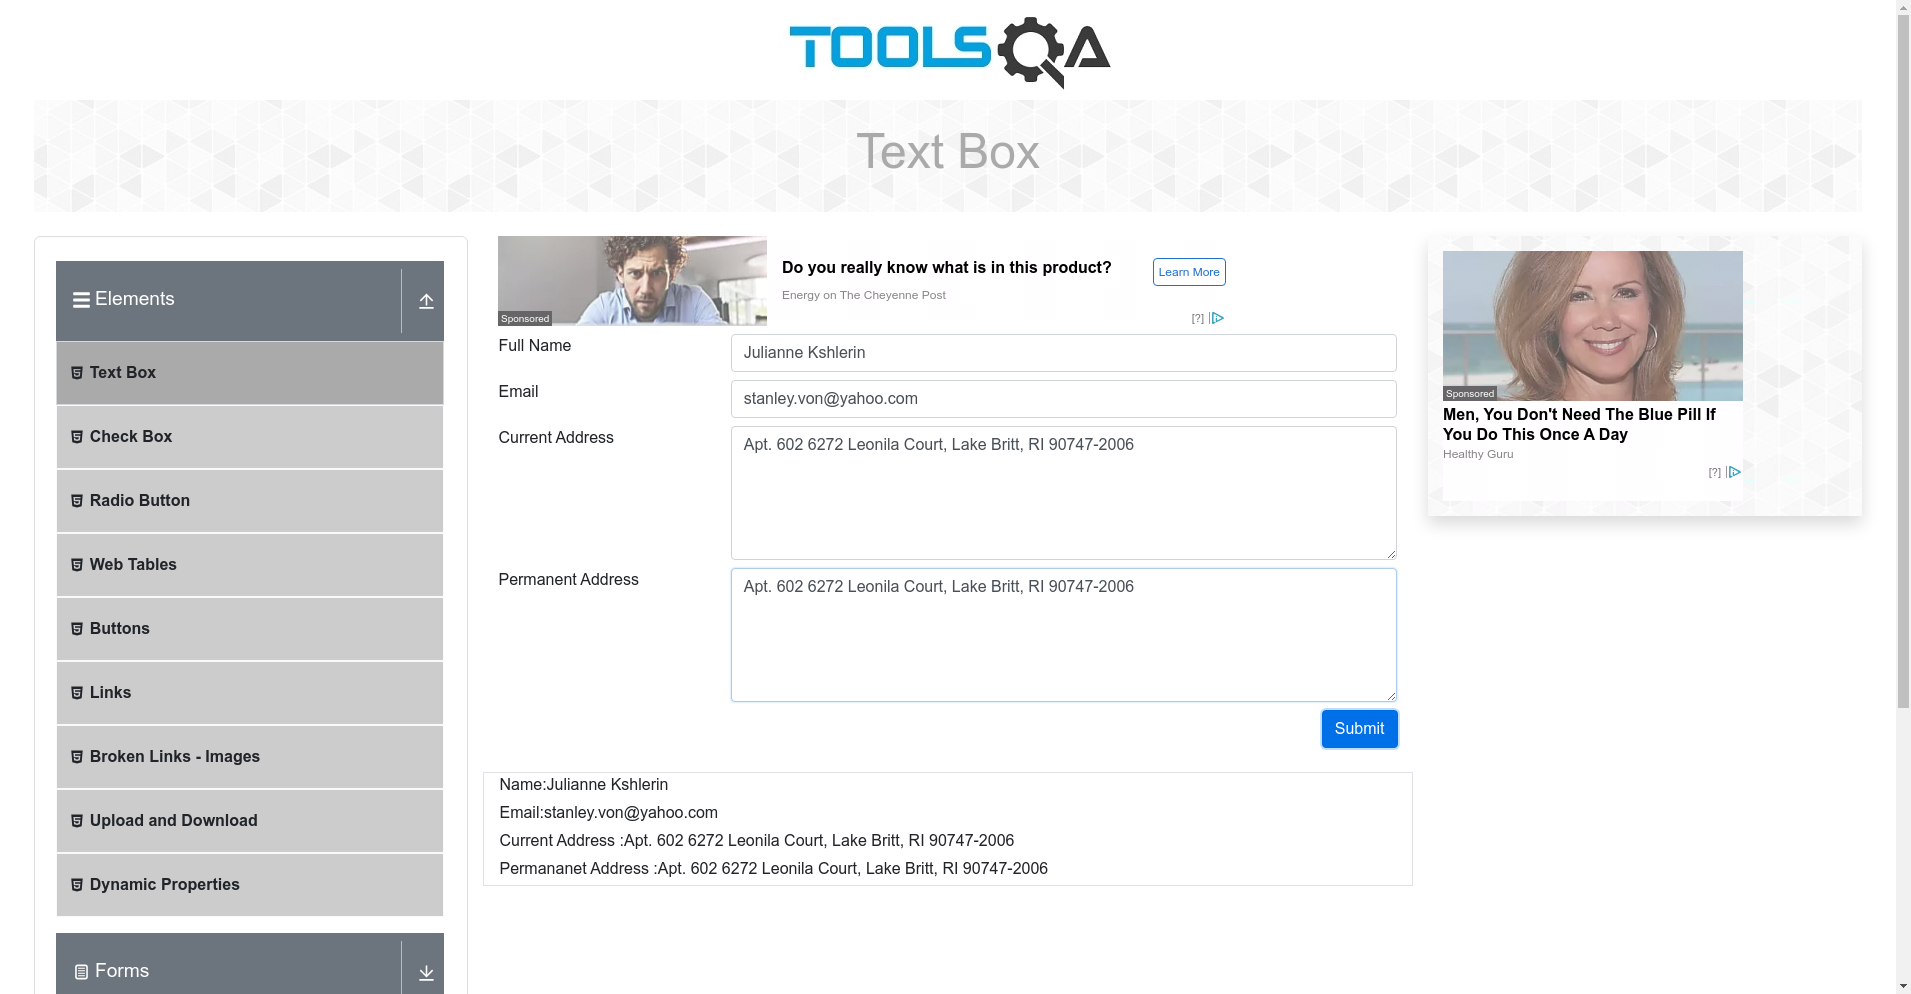 TOOLSQA
Text Box
Elements
Text Box
Check Box
Radio Button
Web Tables
Buttons
Links
Broken Links - Images
Upload and Download
Dynamic Properties
Forms
Sponsored
Do you really know what is in this product?
Energy on The Cheyenne Post
Learn More
[?]
Full Name
Julianne Kshlerin
Email
stanley.von@yahoo.com
Current Address
Apt. 602 6272 Leonila Court, Lake Britt, RI 90747-2006
Permanent Address
Apt. 602 6272 Leonila Court, Lake Britt, RI 90747-2006
Submit
Name:Julianne Kshlerin
Email:stanley.von@yahoo.com
Current Address :Apt. 602 6272 Leonila Court, Lake Britt, RI 90747-2006
Permananet Address :Apt. 602 6272 Leonila Court, Lake Britt, RI 90747-2006
Sponsored
Men, You Don't Need The Blue Pill If
You Do This Once A Day
Healthy Guru
[?]